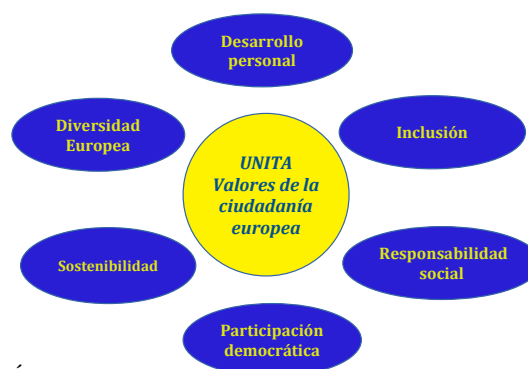 Desarrollo
personal
Diversidad
Europea
Inclusión
UNITA
Valores de la
ciudadanía
europea
Sostenibilidad
Responsabilidad
social
Participación
democrática